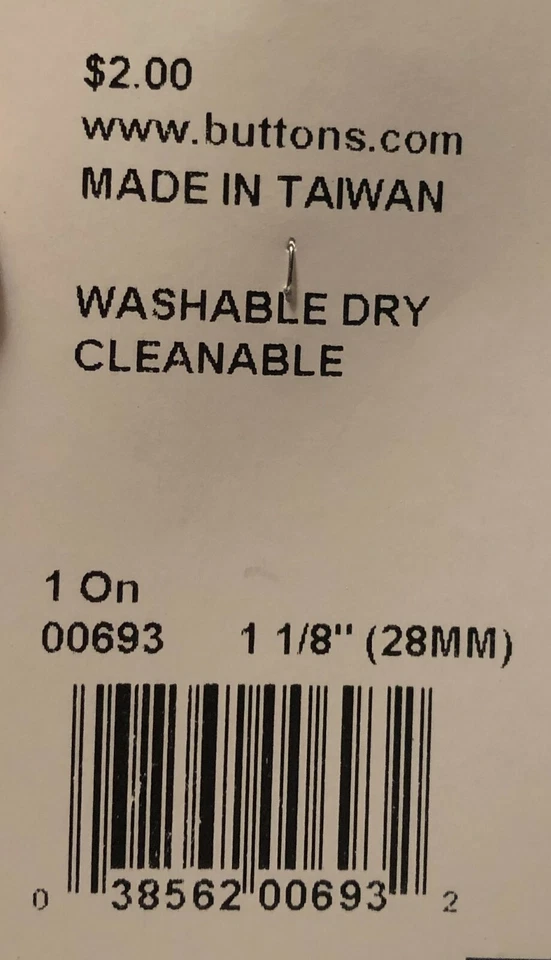 $2.00
www.buttons.com
MADE IN TAIWAN
WASHABLE DRY
CLEANABLE
1 On
00693 1 1/8" (28MM)
0 38562 00693 2